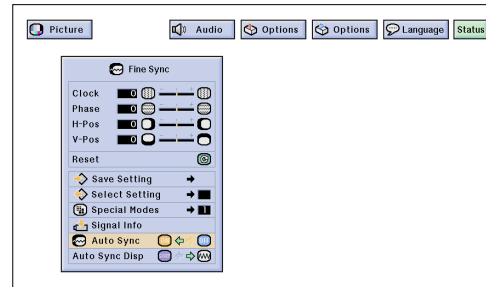 Picture Audio Options Options Language Status
Fine Sync
Clock 0
Phase 0
H-Pos 0
V-Pos 0
Reset
Save Setting
Select Setting
Special Modes 1
Signal Info
Auto Sync
Auto Sync Disp